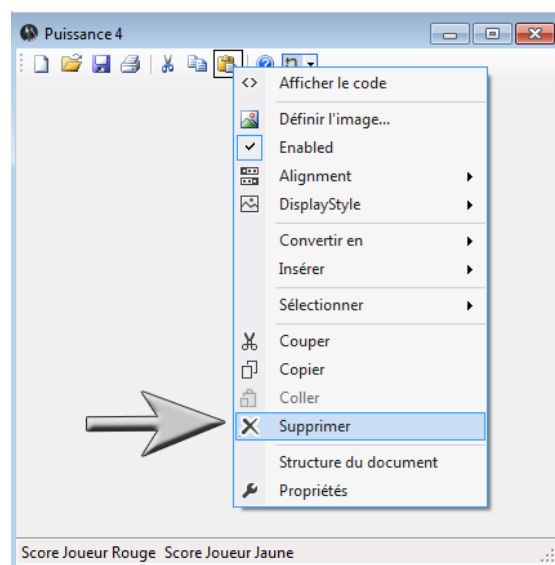 Puissance 4
Afficher le code
Définir l'image...
Enabled
Alignment
DisplayStyle
Convertir en
Insérer
Sélectionner
Couper
Copier
Coller
Supprimer
Structure du document
Propriétés
Score Joueur Rouge Score Joueur Jaune